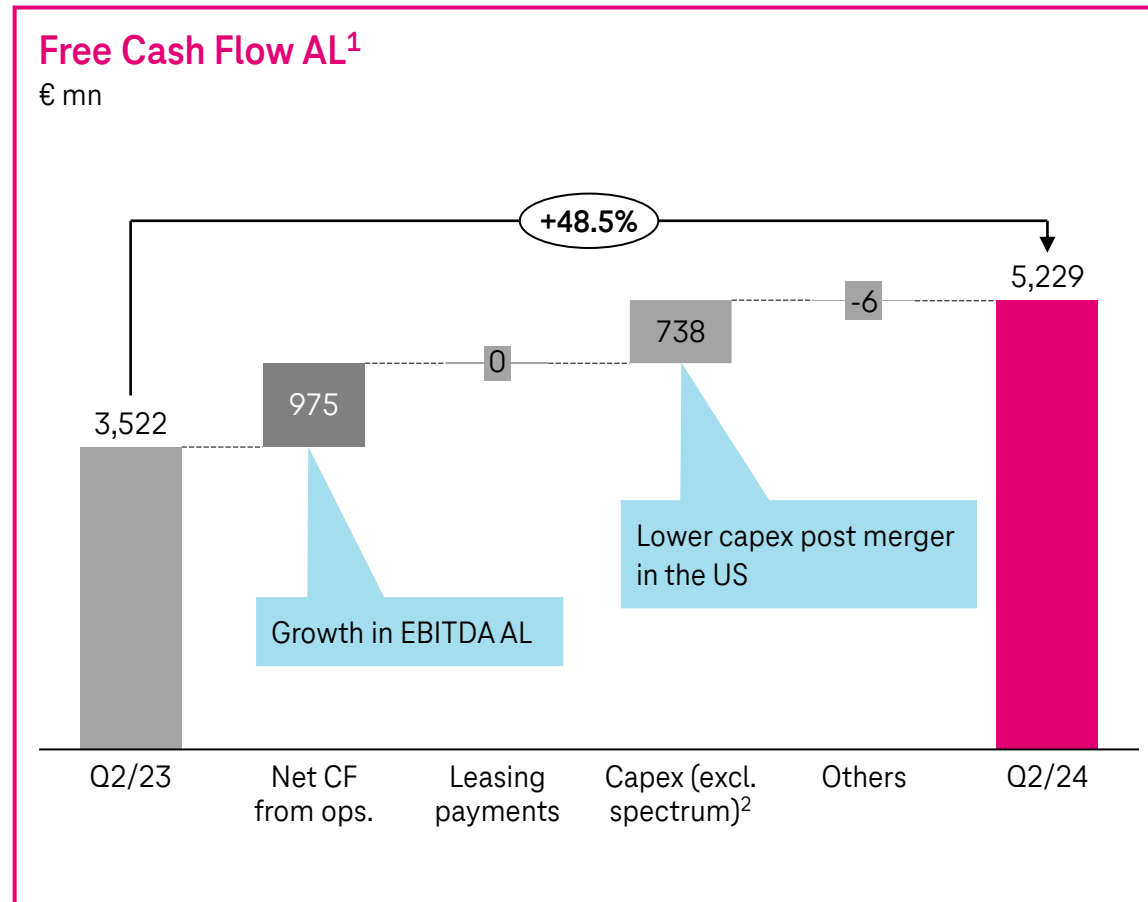 Free Cash Flow AL¹
€ mn
+48.5%
5,229
-6
738
0
975
3,522
Lower capex post merger
in the US
Growth in EBITDA AL
Q2/23
Net CF
from ops.
Leasing
payments
Capex (excl.
spectrum)²
Others
Q2/24